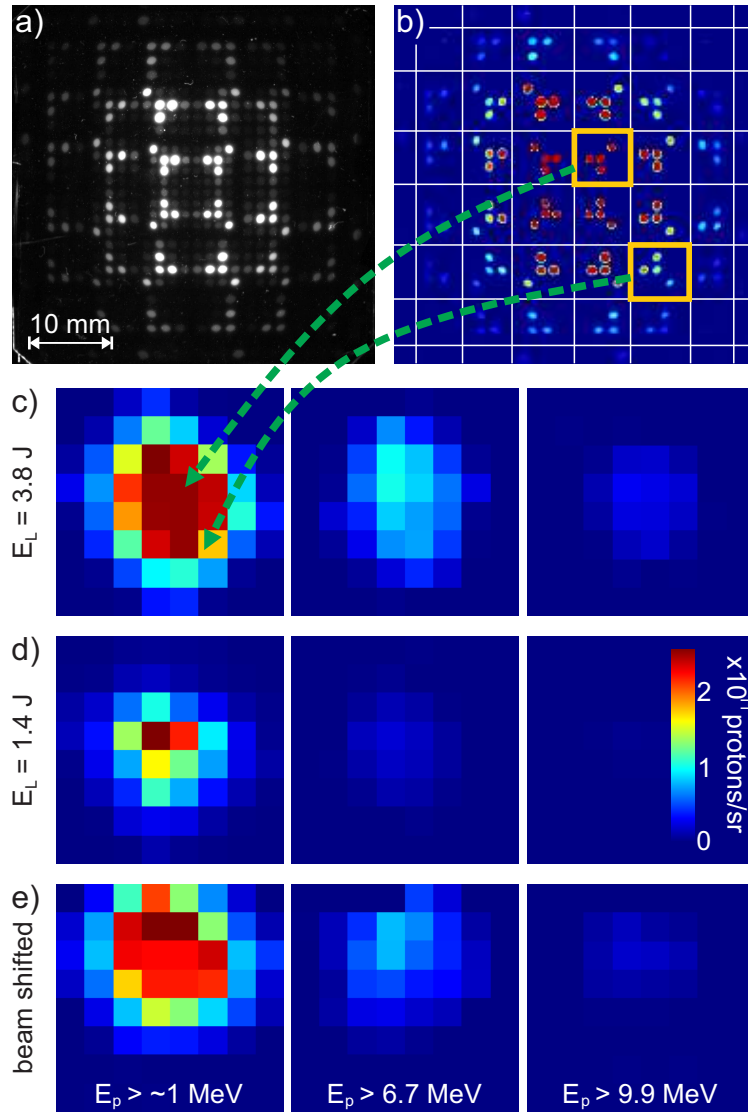 a)
b)
10 mm
c)
E_L = 3.8 J
d)
E_L = 1.4 J
2
1
0
protons/sr
e)
beam shifted
E_p > ~1 MeV
E_p > 6.7 MeV
E_p > 9.9 MeV